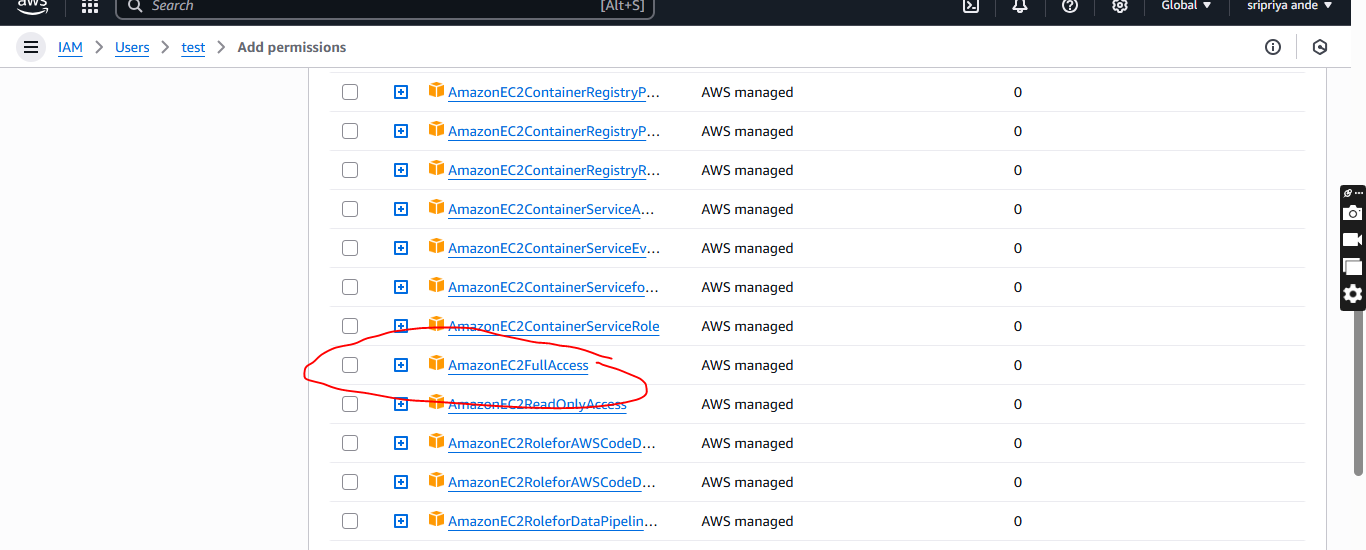 aws Search [Alt+S] Global sripriya ande
IAM > Users > test > Add permissions
AmazonEC2ContainerRegistryP... AWS managed 0
AmazonEC2ContainerRegistryP... AWS managed 0
AmazonEC2ContainerRegistryR... AWS managed 0
AmazonEC2ContainerServiceA... AWS managed 0
AmazonEC2ContainerServiceEv... AWS managed 0
AmazonEC2ContainerServicefo... AWS managed 0
AmazonEC2ContainerServiceRole AWS managed 0
AmazonEC2FullAccess AWS managed 0
AmazonEC2ReadOnlyAccess AWS managed 0
AmazonEC2RoleforAWSCodeD... AWS managed 0
AmazonEC2RoleforAWSCodeD... AWS managed 0
AmazonEC2RoleforDataPipelin... AWS managed 0